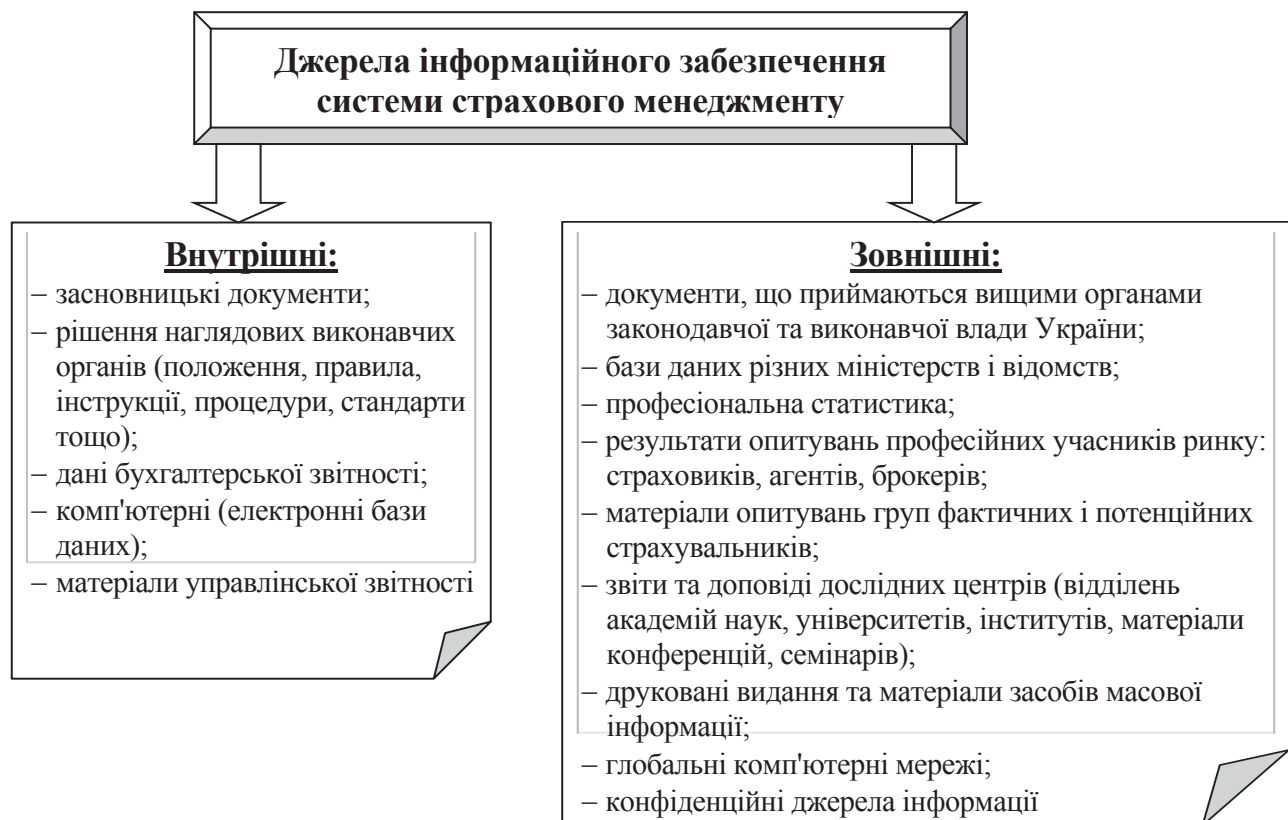 Джерела інформаційного забезпечення
системи страхового менеджменту
Внутрішні:
– засновницькі документи;
– рішення наглядових виконавчих
органів (положення, правила,
інструкції, процедури, стандарти
тощо);
– дані бухгалтерської звітності;
– комп'ютерні (електронні бази
даних);
– матеріали управлінської звітності
Зовнішні:
– документи, що приймаються вищими органами
законодавчої та виконавчої влади України;
– бази даних різних міністерств і відомств;
– професіональна статистика;
– результати опитувань професійних учасників ринку:
страховиків, агентів, брокерів;
– матеріали опитувань груп фактичних і потенційних
страхувальників;
– звіти та доповіді дослідних центрів (відділень
академій наук, університетів, інститутів, матеріали
конференцій, семінарів);
– друковані видання та матеріали засобів масової
інформації;
– глобальні комп'ютерні мережі;
– конфіденційні джерела інформації